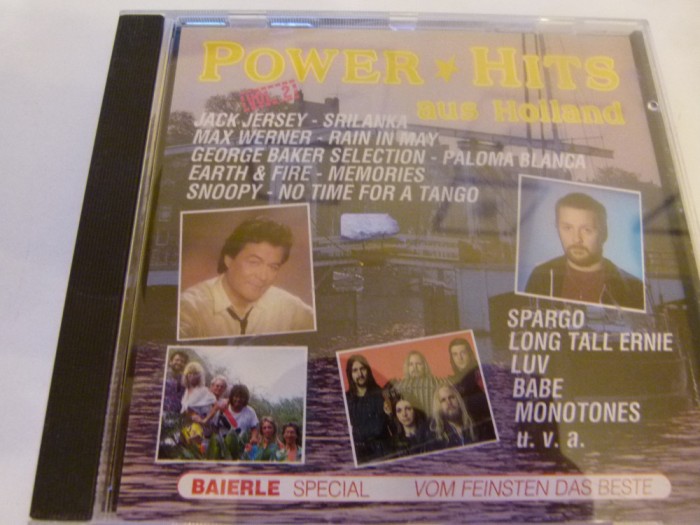 POWER ★ HITS
VOL. 2
aus Holland
JACK JERSEY - SRILANKA
MAX WERNER - RAIN IN MAY
GEORGE BAKER SELECTION - PALOMA BLANCA
EARTH & FIRE - MEMORIES
SNOOPY - NO TIME FOR A TANGO
SPARGO
LONG TALL ERNIE
LUV
BABE
MONOTONES
u. v. a.
BAIERLE SPECIAL VOM FEINSTEN DAS BESTE